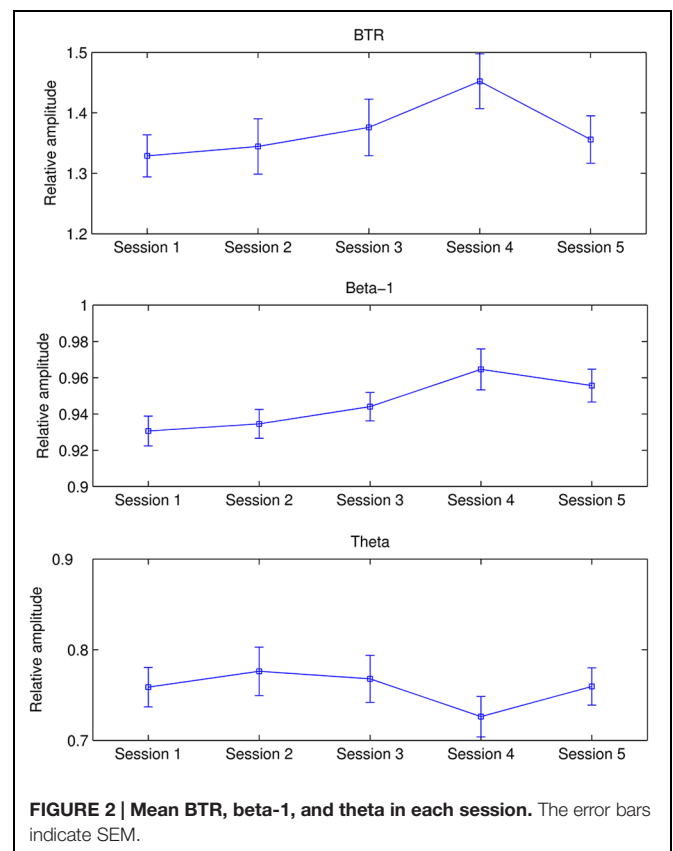 BTR
1.5
1.4
1.3
1.2
Relative amplitude
Session 1 Session 2 Session 3 Session 4 Session 5
Beta-1
1
0.98
0.96
0.94
0.92
0.9
Relative amplitude
Session 1 Session 2 Session 3 Session 4 Session 5
Theta
0.9
0.8
0.7
Relative amplitude
Session 1 Session 2 Session 3 Session 4 Session 5
FIGURE 2 | Mean BTR, beta-1, and theta in each session. The error bars
indicate SEM.